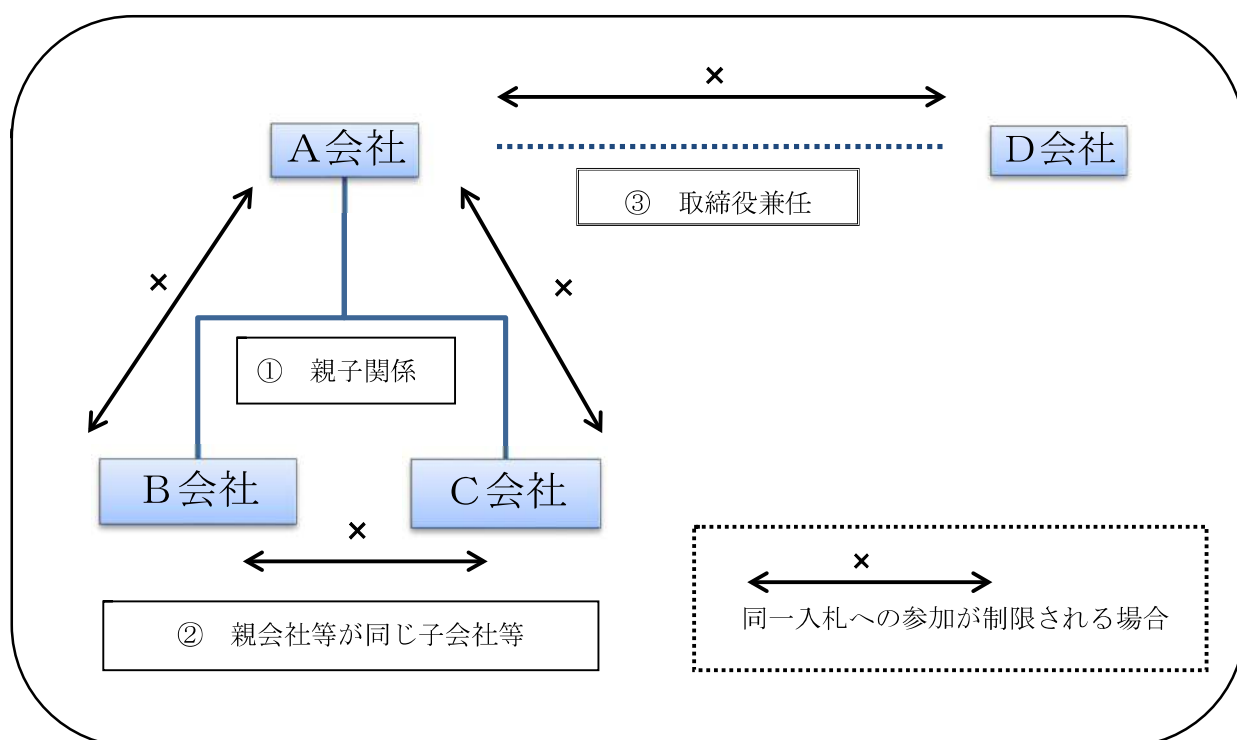 ×
A会社
D会社
③　取締役兼任
×
×
①　親子関係
B会社
C会社
×
②　親会社等が同じ子会社等
×
同一入札への参加が制限される場合